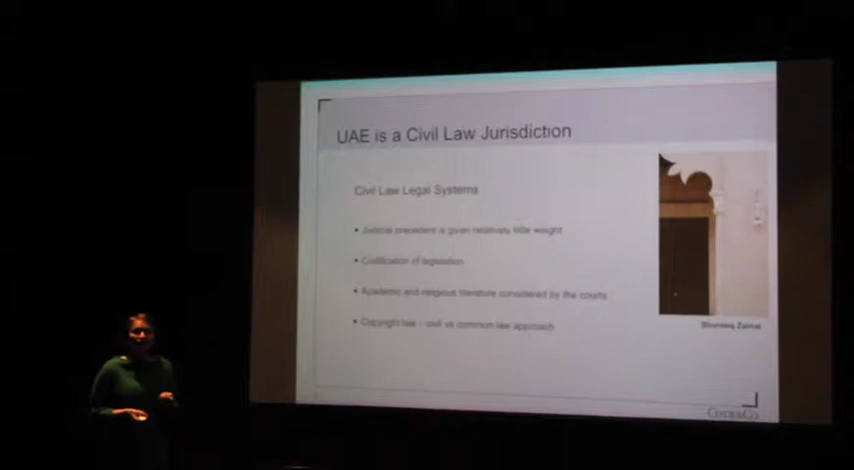 UAE is a Civil Law Jurisdiction
Civil Law Legal Systems
• Judicial precedent is given relatively little weight
• Codification of legislation
• Academic and religious literature considered by the courts
• Copyright law – civil vs common law approach